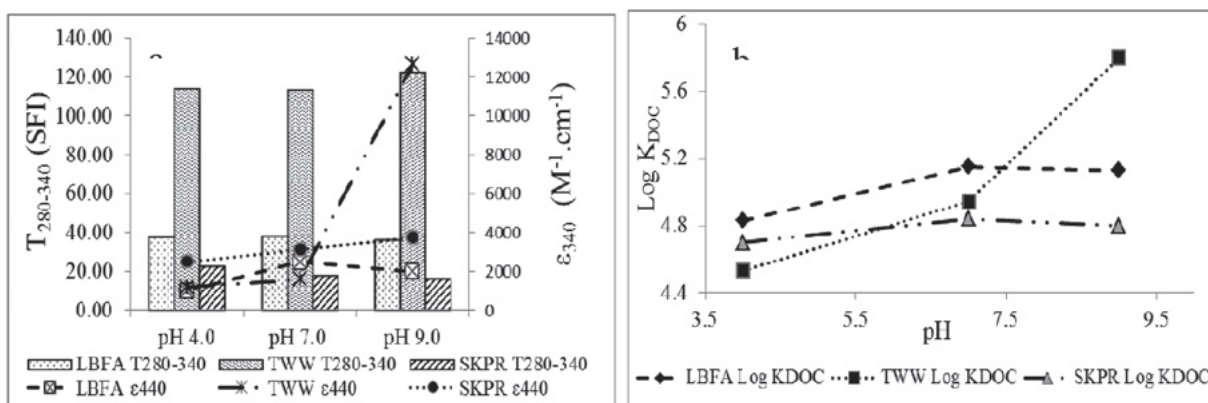 140.00
120.00
100.00
80.00
60.00
40.00
20.00
0.00
T280-340 (SFI)
14000
12000
10000
8000
6000
4000
2000
0
ε340 (M-1.cm-1)
pH 4.0 pH 7.0 pH 9.0
LBFA T280-340 TWW T280-340 SKPR T280-340
LBFA ε440 TWW ε440 SKPR ε440
6
5.6
5.2
4.8
4.4
Log KDOC
3.5 5.5 7.5 9.5
pH
LBFA Log KDOC TWW Log KDOC SKPR Log KDOC